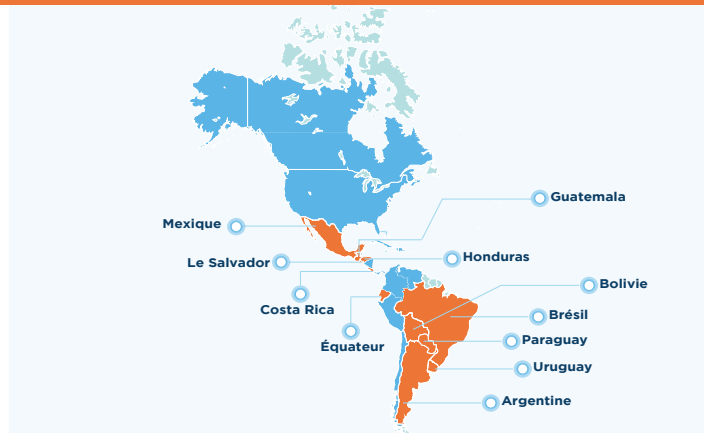 Guatemala
Mexique
Honduras
Le Salvador
Bolivie
Costa Rica
Brésil
Équateur
Paraguay
Uruguay
Argentine